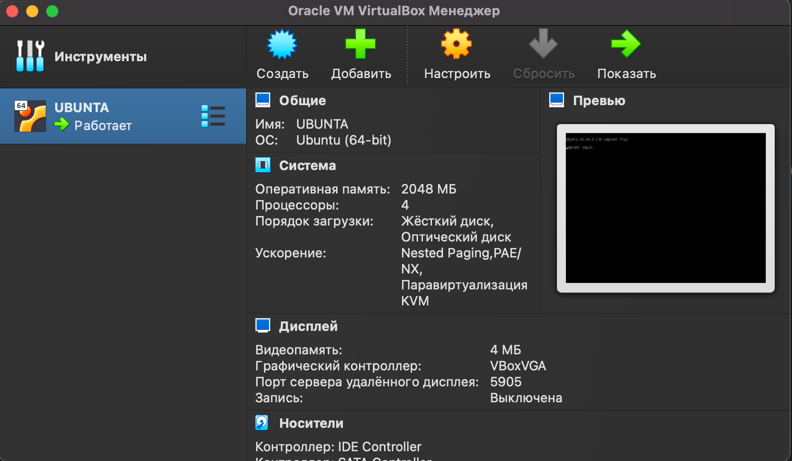 Oracle VM VirtualBox Менеджер
Инструменты
Создать
Добавить
Настроить
Сбросить
Показать
64
UBUNTA
Работает
Общие
Имя: UBUNTA
ОС: Ubuntu (64-bit)
Превью
Система
Оперативная память: 2048 МБ
Процессоры: 4
Порядок загрузки: Жёсткий диск,
Оптический диск
Ускорение: Nested Paging,PAE/
NX,
Паравиртуализация
KVM
Дисплей
Видеопамять: 4 МБ
Графический контроллер: VBoxVGA
Порт сервера удалённого дисплея: 5905
Запись: Выключена
Носители
Контроллер: IDE Controller
Контроллер: SATA Controller